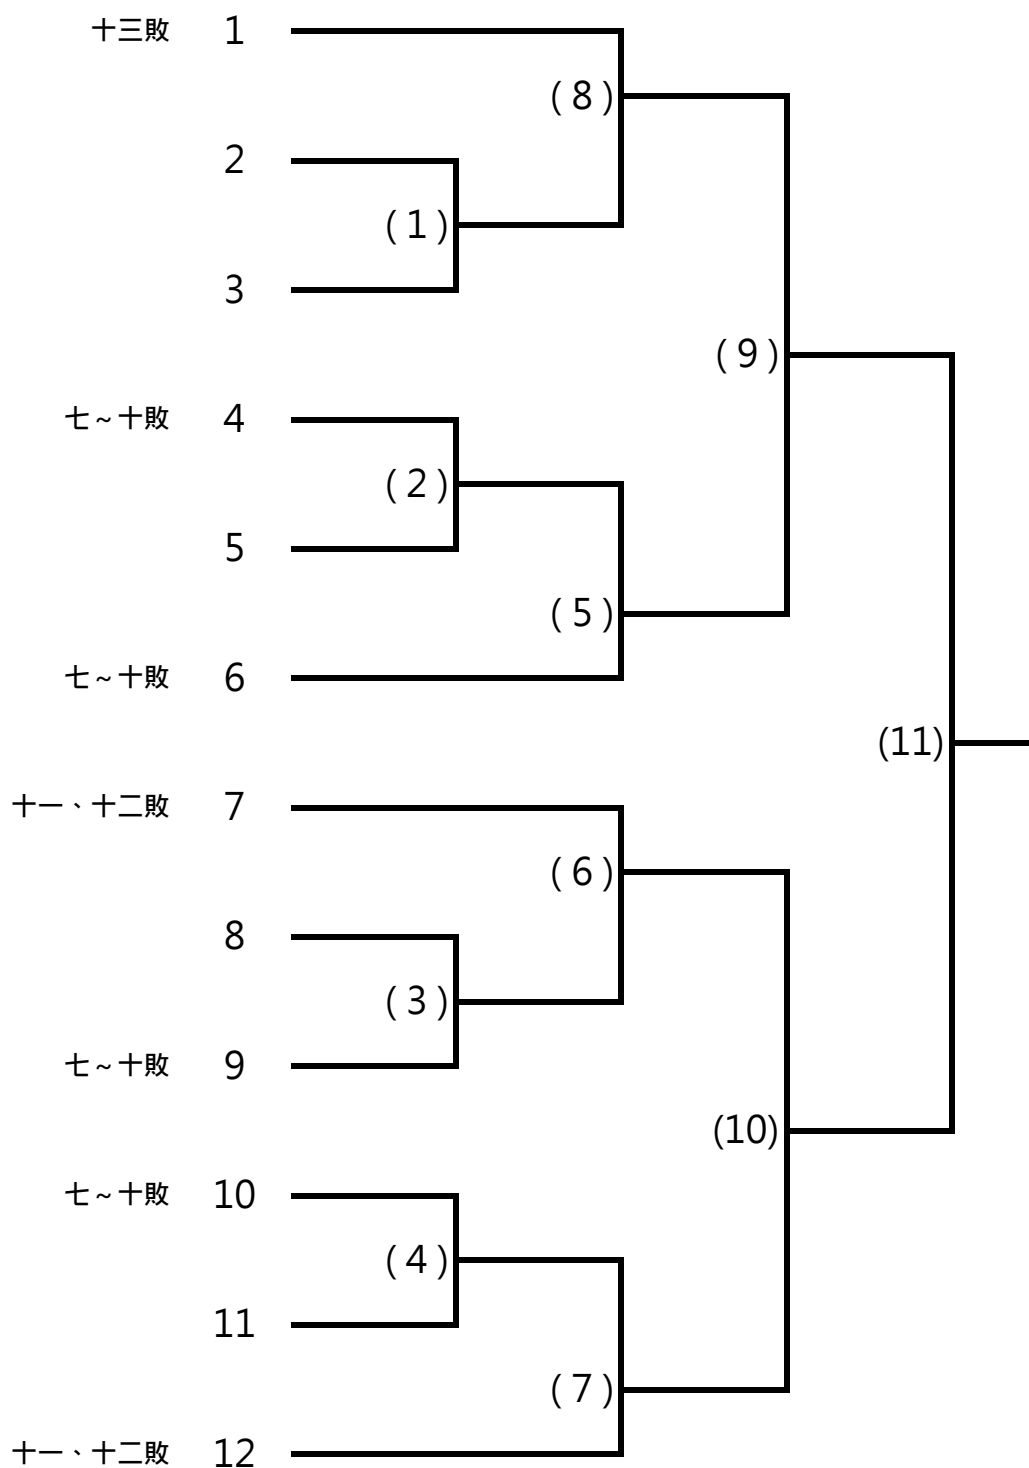 十三敗 1
( 8 )
2
( 1 )
3
( 9 )
七~十敗 4
( 2 )
5
( 5 )
七~十敗 6
(11)
十一、十二敗 7
( 6 )
8
( 3 )
七~十敗 9
(10)
七~十敗 10
( 4 )
11
( 7 )
十一、十二敗 12